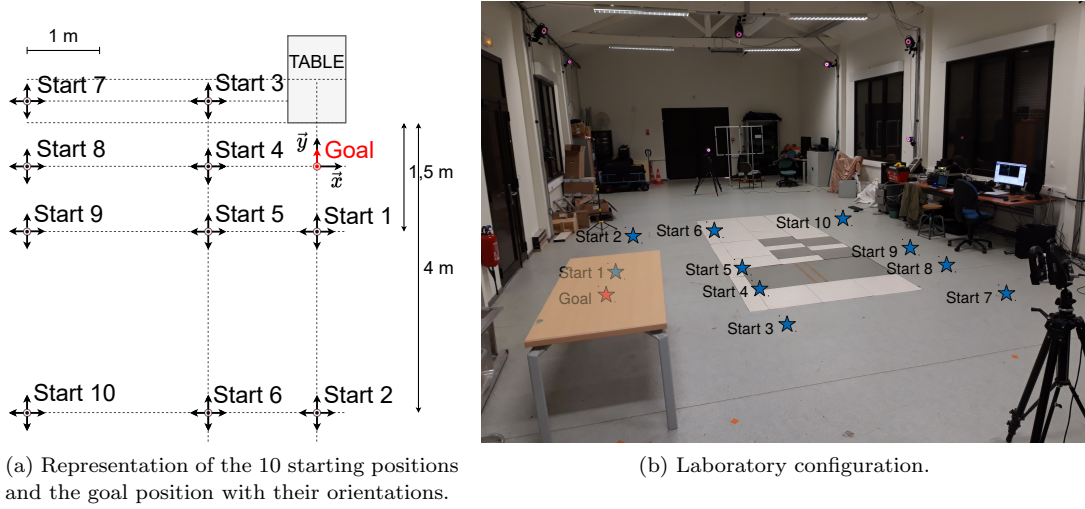 1 m
TABLE
Start 7
Start 3
Start 8
Start 4
y
Goal
x
1,5 m
Start 9
Start 5
Start 1
4 m
Start 10
Start 6
Start 2
Start 10
Start 6
Start 2
Start 9
Start 8
Start 1
Start 5
Start 4
Goal
Start 7
Start 3
(a) Representation of the 10 starting positions
and the goal position with their orientations.
(b) Laboratory configuration.